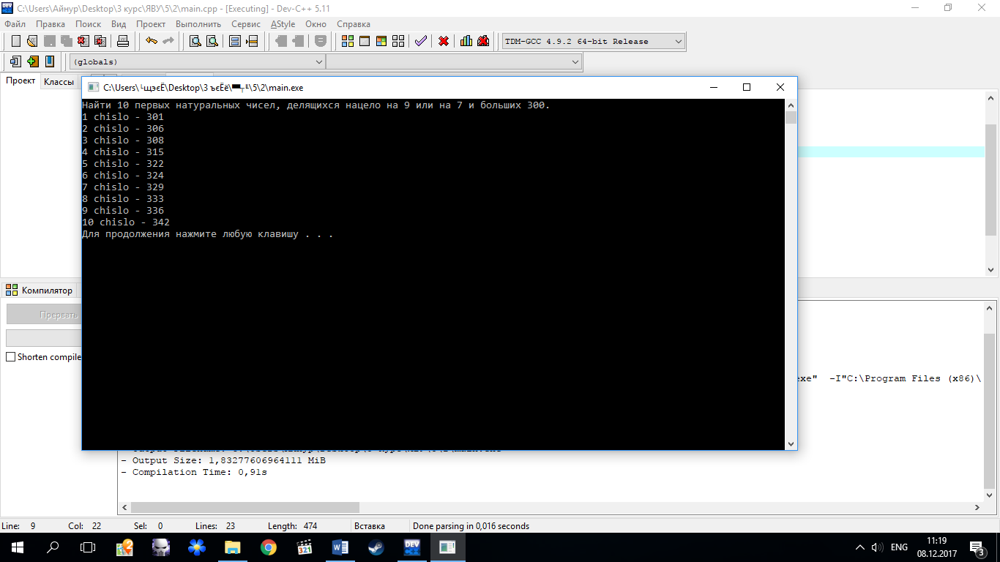 C:\Users\Айнур\Desktop\3 курс\ЯВУ\5\2\main.cpp - [Executing] - Dev-C++ 5.11
Файл Правка Поиск Вид Проект Выполнить Сервис AStyle Окно Справка
TDM-GCC 4.9.2 64-bit Release
(globals)
Проект Классы
C:\Users\└щэєЁ\Desktop\3 ъєЁё\▀┬╙\5\2\main.exe
Найти 10 первых натуральных чисел, делящихся нацело на 9 или на 7 и больших 300.
1 chislo - 301
2 chislo - 306
3 chislo - 308
4 chislo - 315
5 chislo - 322
6 chislo - 324
7 chislo - 329
8 chislo - 333
9 chislo - 336
10 chislo - 342
Для продолжения нажмите любую клавишу . . .
Компилятор
Прервать
Shorten compile
exe" -I"C:\Program Files (x86)\
- Output Size: 1,83277606964111 MiB
- Compilation Time: 0,91s
Line: 9 Col: 22 Sel: 0 Lines: 23 Length: 474 Вставка Done parsing in 0,016 seconds
321
DEV
ENG
11:19
08.12.2017
3